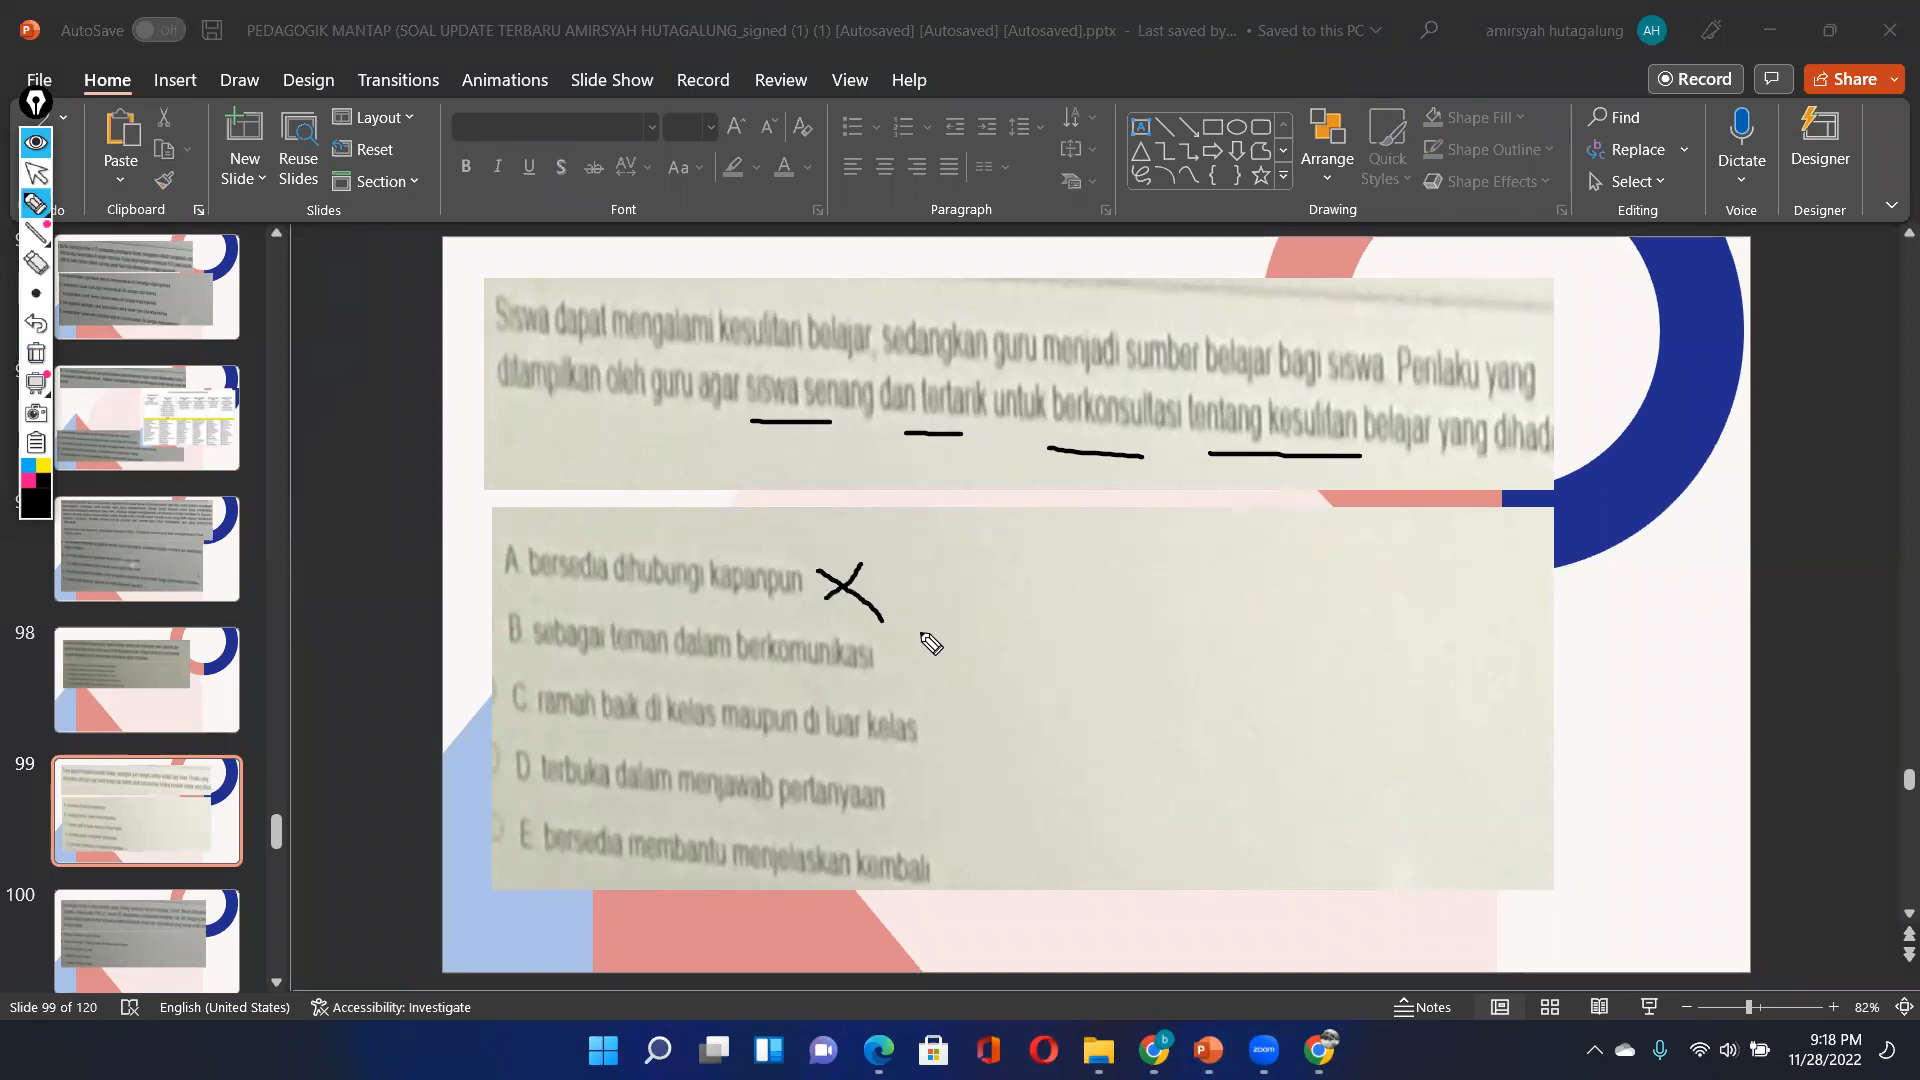 AutoSave Off PEDAGOGIK MANTAP (SOAL UPDATE TERBARU AMIRSYAH HUTAGALUNG_signed (1) (1) [Autosaved] [Autosaved] [Autosaved].pptx - Last saved by... • Saved to this PC amirsyah hutagalung AH
File Home Insert Draw Design Transitions Animations Slide Show Record Review View Help Record Share
Paste
New Slide
Reuse Slides
Layout
Reset
Section
B I U S ab AV Aa A
Arrange
Quick Styles
Shape Fill
Shape Outline
Shape Effects
Find
Replace
Select
Dictate
Designer
do Clipboard Slides Font Paragraph Drawing Editing Voice Designer
Siswa dapat mengalami kesulitan belajar, sedangkan guru menjadi sumber belajar bagi siswa. Perilaku yang
ditampilkan oleh guru agar siswa senang dan tertarik untuk berkonsultasi tentang kesulitan belajar yang dihad
A. bersedia dihubungi kapanpun
B. sebagai teman dalam berkomunikasi
C. ramah baik di kelas maupun di luar kelas
D. terbuka dalam menjawab pertanyaan
E. bersedia membantu menjelaskan kembali
98
99
100
Slide 99 of 120 English (United States) Accessibility: Investigate Notes 82%
zoom
9:18 PM
11/28/2022